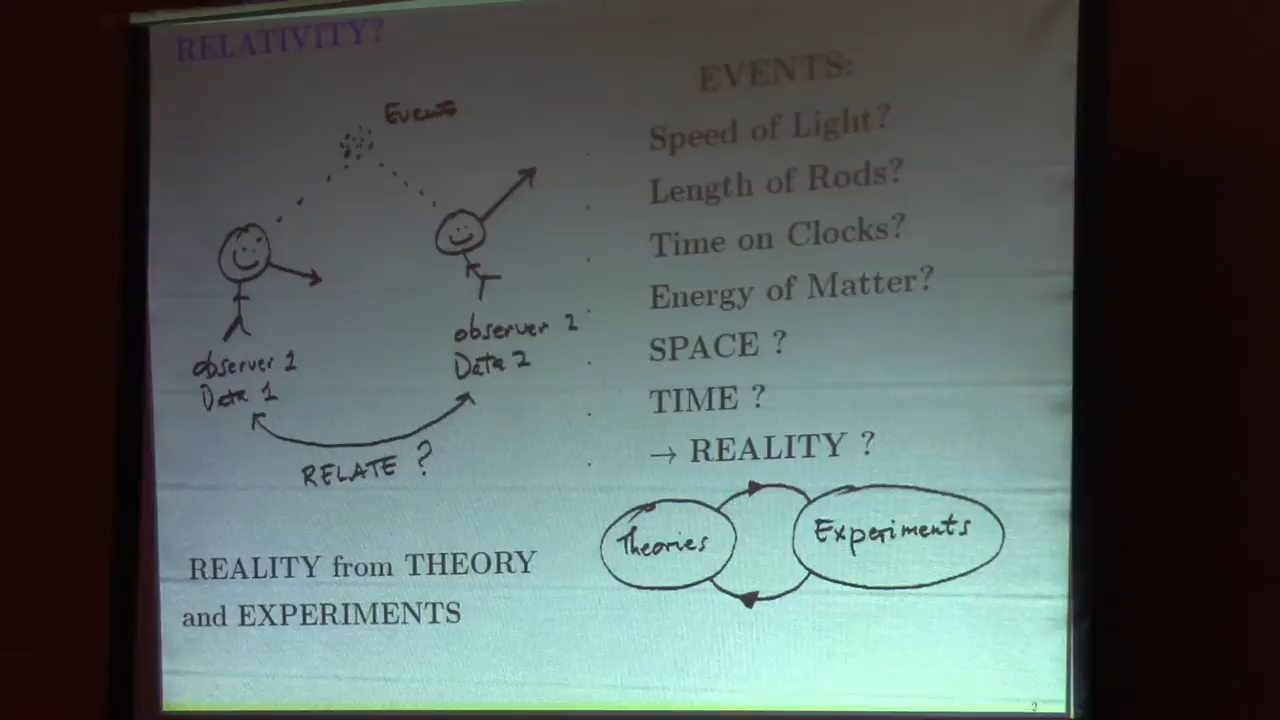 RELATIVITY?
Events
observer 1
Data 1
observer 2
Data 2
RELATE ?
REALITY from THEORY
and EXPERIMENTS
EVENTS:
Speed of Light?
Length of Rods?
Time on Clocks?
Energy of Matter?
SPACE ?
TIME ?
→ REALITY ?
Theories
Experiments
2